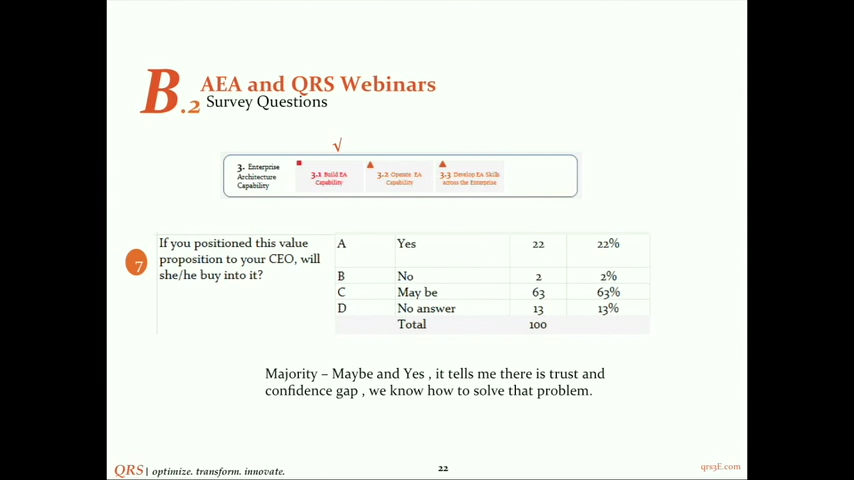 B.2 AEA and QRS Webinars
Survey Questions
√
3. Enterprise
Architecture
Capability
3.1 Build EA
Capability
3.2 Operate EA
Capability
3.3 Develop EA Skills
across the Enterprise
7
If you positioned this value
proposition to your CEO, will
she/he buy into it?
A Yes 22 22%
B No 2 2%
C May be 63 63%
D No answer 13 13%
Total 100
Majority – Maybe and Yes , it tells me there is trust and
confidence gap , we know how to solve that problem.
QRS | optimize. transform. innovate.
22
qrs3E.com